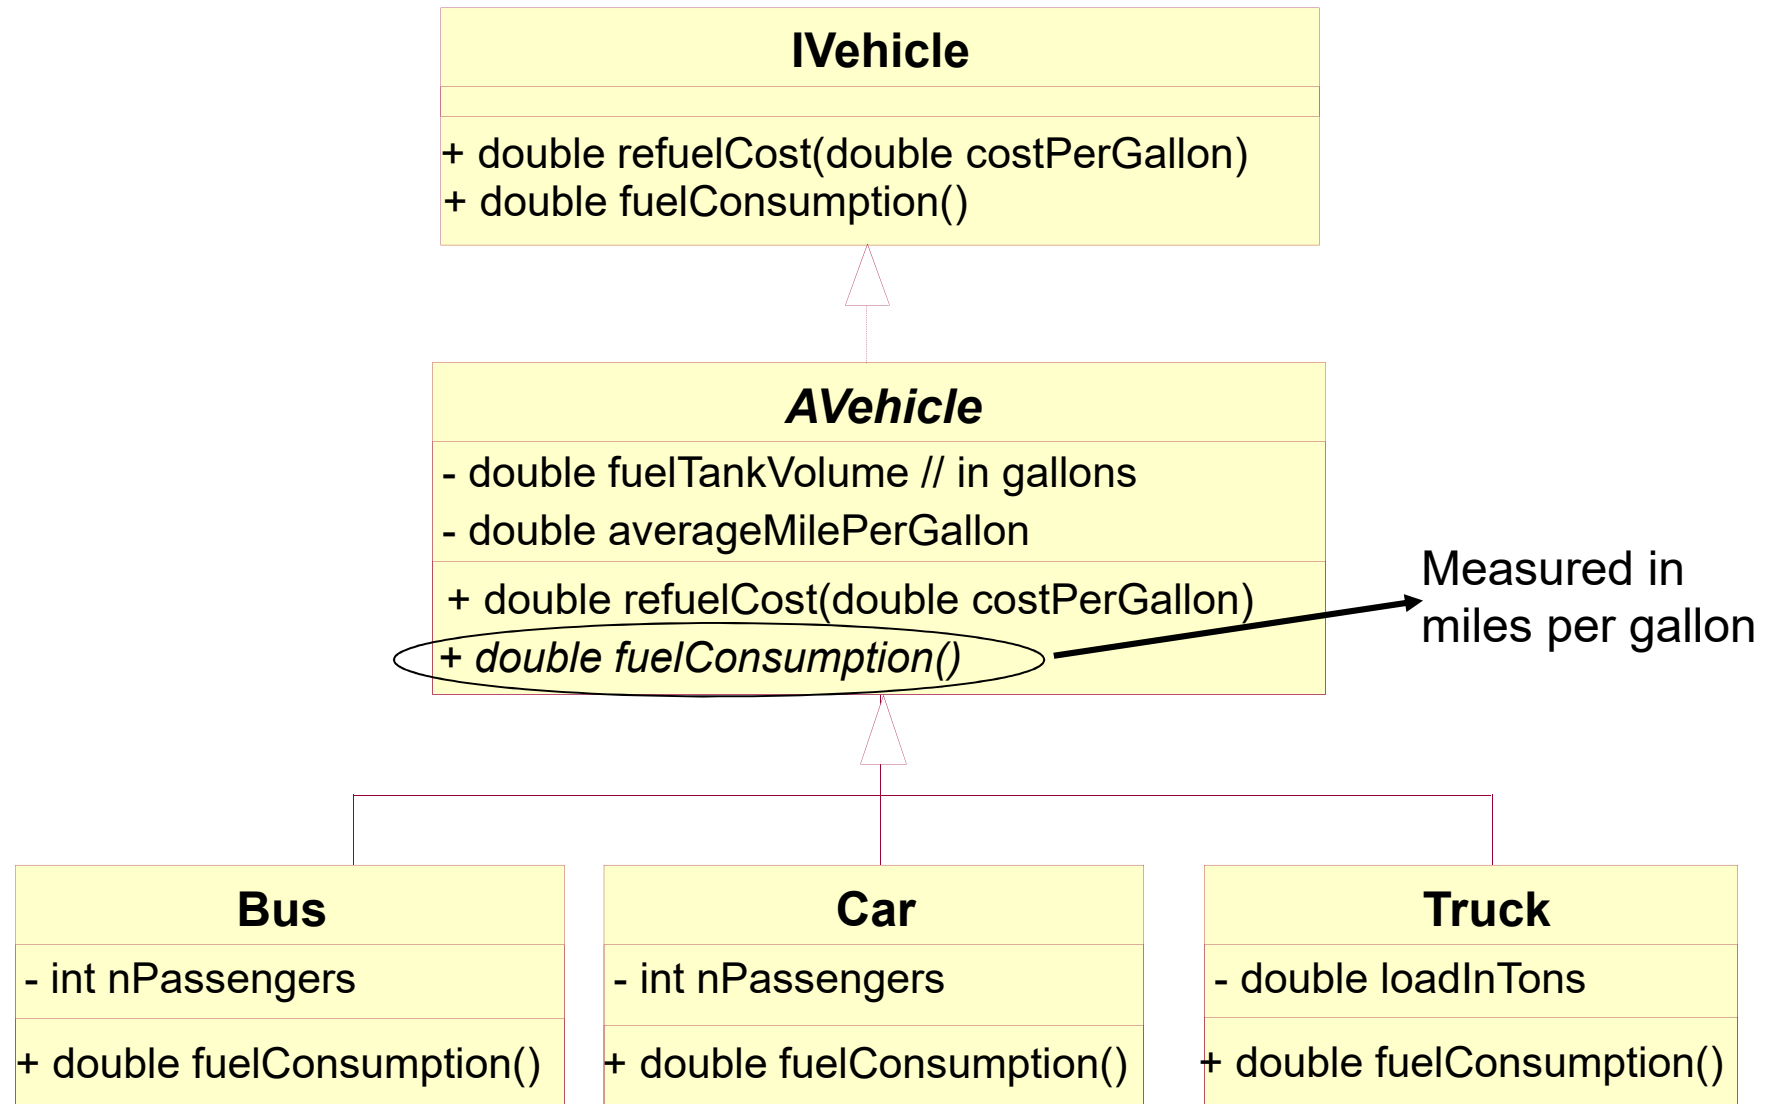 IVehicle
+ double refuelCost(double costPerGallon)
+ double fuelConsumption()
AVehicle
- double fuelTankVolume // in gallons
- double averageMilePerGallon
+ double refuelCost(double costPerGallon)
+ double fuelConsumption()
Measured in
miles per gallon
Bus
- int nPassengers
+ double fuelConsumption()
Car
- int nPassengers
+ double fuelConsumption()
Truck
- double loadInTons
+ double fuelConsumption()